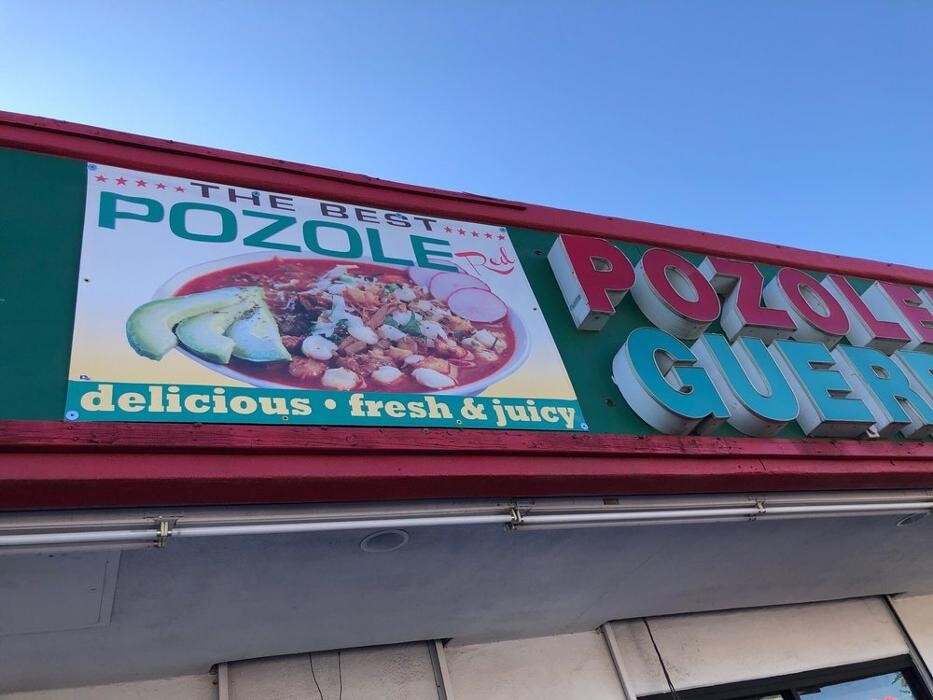 THE BEST
POZOLE
Red
delicious • fresh & juicy
POZOLE
GUER